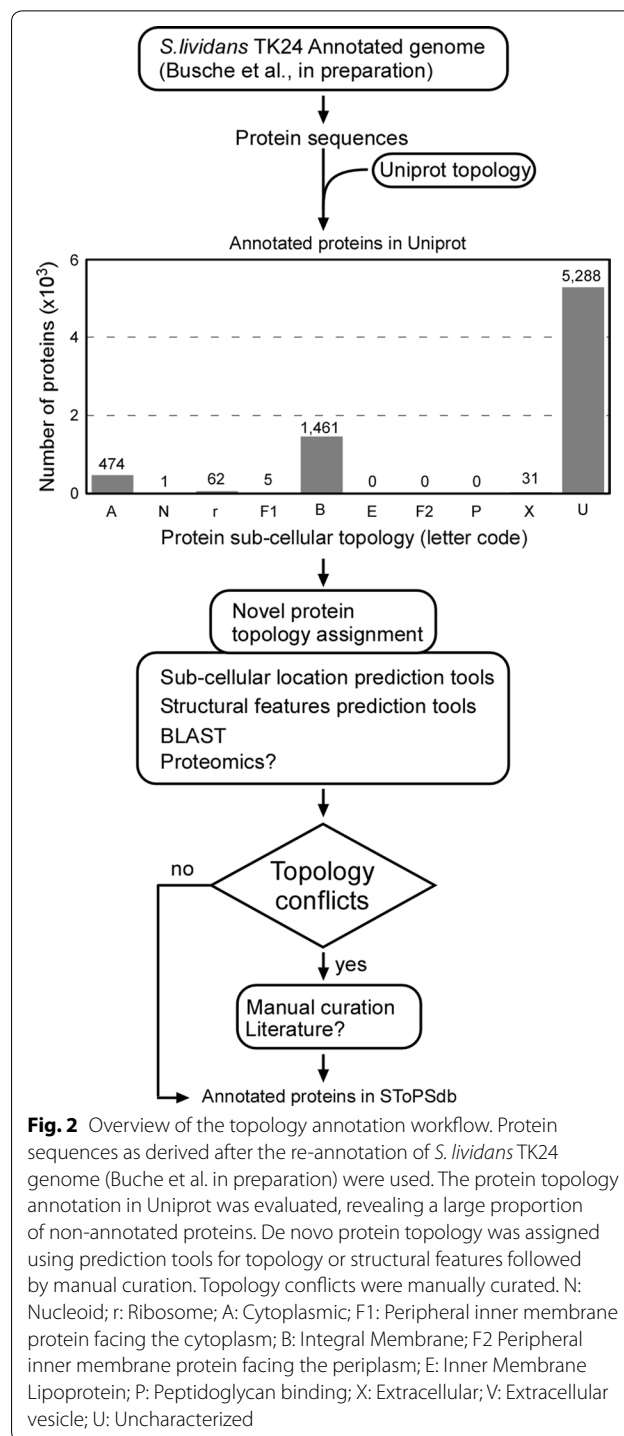 S.lividans TK24 Annotated genome
(Busche et al., in preparation)
Protein sequences
Uniprot topology
Annotated proteins in Uniprot
Number of proteins (x10³)
6
4
2
0
474
1
62
5
1,461
0
0
0
31
5,288
A
N
r
F1
B
E
F2
P
X
U
Protein sub-cellular topology (letter code)
Novel protein
topology assignment
Sub-cellular location prediction tools
Structural features prediction tools
BLAST
Proteomics?
no
Topology
conflicts
yes
Manual curation
Literature?
Annotated proteins in SToPSdb
Fig. 2 Overview of the topology annotation workflow. Protein
sequences as derived after the re-annotation of S. lividans TK24
genome (Buche et al. in preparation) were used. The protein topology
annotation in Uniprot was evaluated, revealing a large proportion
of non-annotated proteins. De novo protein topology was assigned
using prediction tools for topology or structural features followed
by manual curation. Topology conflicts were manually curated. N:
Nucleoid; r: Ribosome; A: Cytoplasmic; F1: Peripheral inner membrane
protein facing the cytoplasm; B: Integral Membrane; F2 Peripheral
inner membrane protein facing the periplasm; E: Inner Membrane
Lipoprotein; P: Peptidoglycan binding; X: Extracellular; V: Extracellular
vesicle; U: Uncharacterized